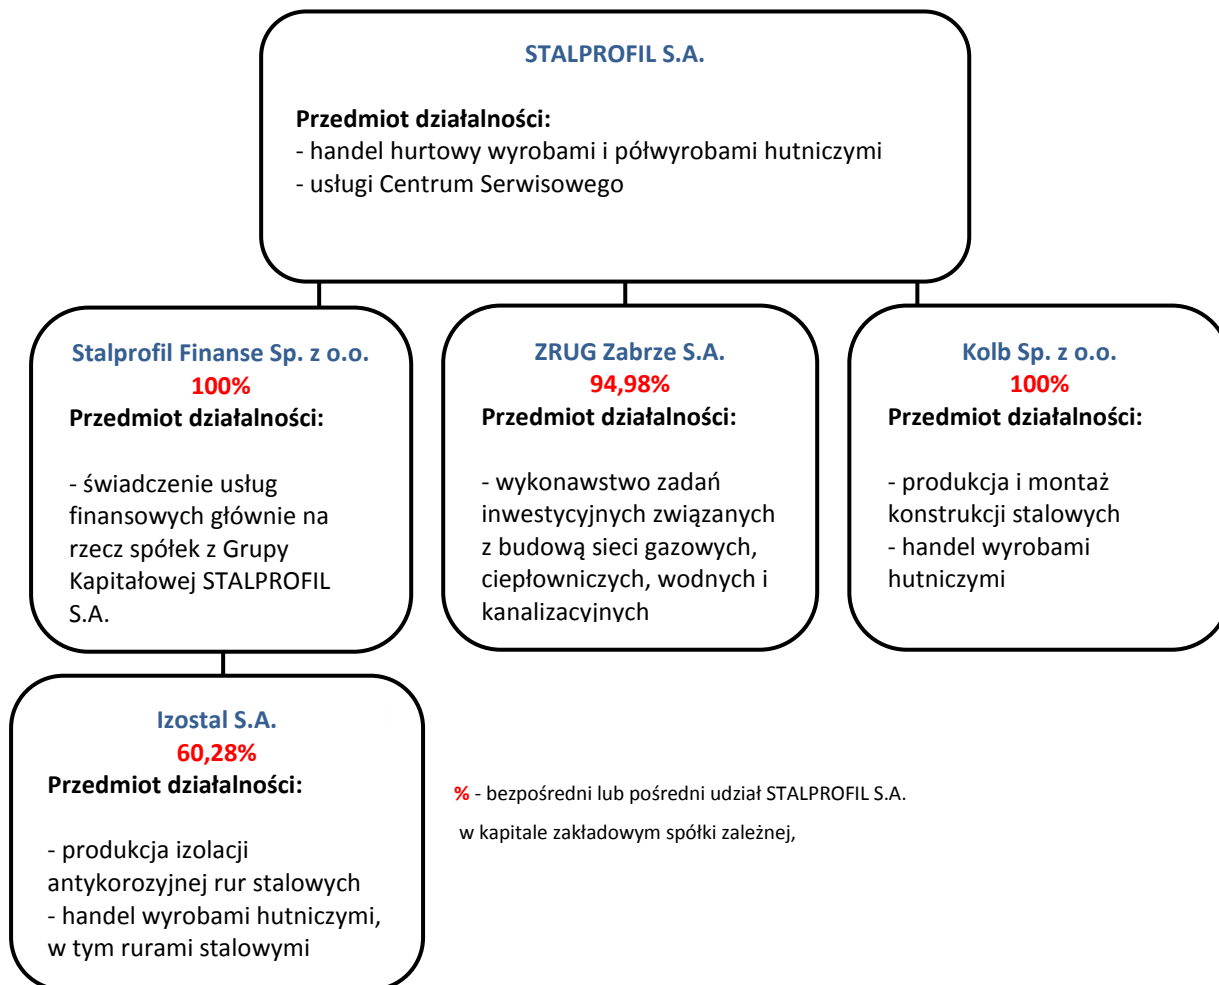 STALPROFIL S.A.
Przedmiot działalności:
- handel hurtowy wyrobami i półwyrobami hutniczymi
- usługi Centrum Serwisowego
Stalprofil Finanse Sp. z o.o.
100%
Przedmiot działalności:
- świadczenie usług
finansowych głównie na
rzecz spółek z Grupy
Kapitałowej STALPROFIL
S.A.
ZRUG Zabrze S.A.
94,98%
Przedmiot działalności:
- wykonawstwo zadań
inwestycyjnych związanych
z budową sieci gazowych,
ciepłowniczych, wodnych i
kanalizacyjnych
Kolb Sp. z o.o.
100%
Przedmiot działalności:
- produkcja i montaż
konstrukcji stalowych
- handel wyrobami
hutniczymi
Izostal S.A.
60,28%
Przedmiot działalności:
- produkcja izolacji
antykorozyjnej rur stalowych
- handel wyrobami hutniczymi,
w tym rurami stalowymi
% - bezpośredni lub pośredni udział STALPROFIL S.A.
w kapitale zakładowym spółki zależnej,